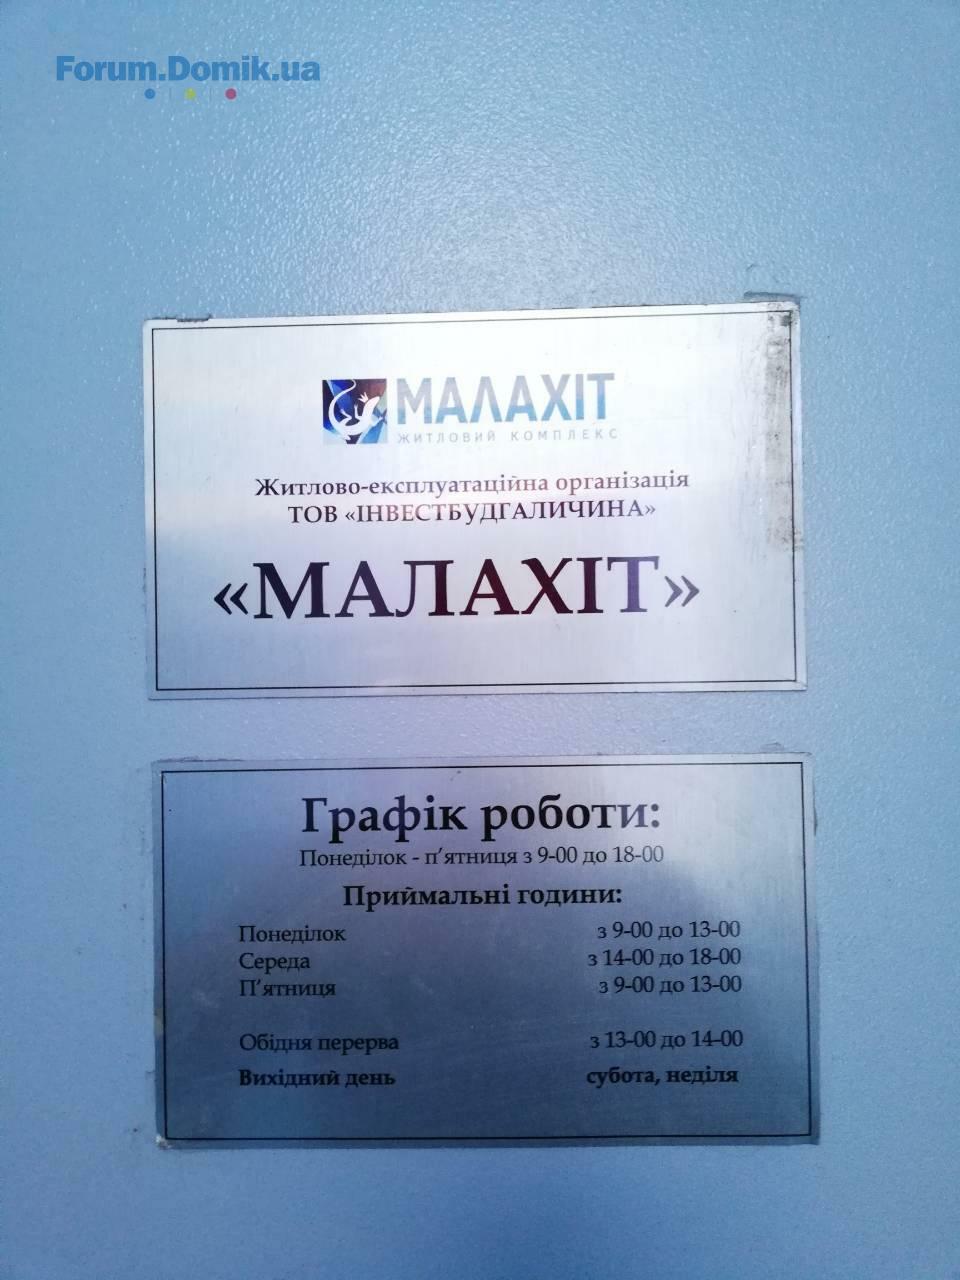 Forum.Domik.ua
МАЛАХІТ
ЖИТЛОВИЙ КОМПЛЕКС
Житлово-експлуатаційна організація
ТОВ «ІНВЕСТБУДГАЛИЧИНА»
«МАЛАХІТ»
Графік роботи:
Понеділок - п’ятниця з 9-00 до 18-00
Приймальні години:
Понеділок з 9-00 до 13-00
Середа з 14-00 до 18-00
П’ятниця з 9-00 до 13-00
Обідня перерва з 13-00 до 14-00
Вихідний день субота, неділя